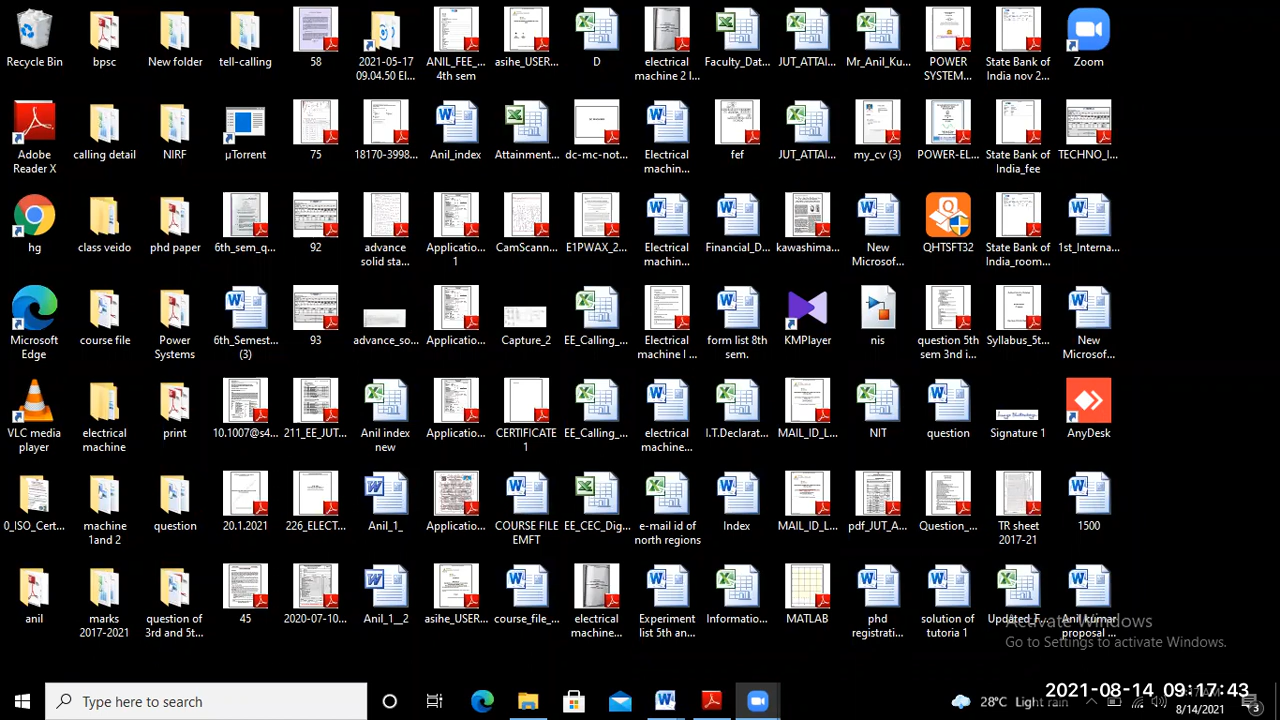 Recycle Bin
bpsc
New folder
tell-calling
58
2021-05-17
09.04.50 El...
ANIL_FEE_...
4th sem
asihe_USER...
D
electrical
machine 2 l...
Faculty_Dat...
JUT_ATTAI...
Mr_Anil_Ku...
POWER
SYSTEM...
State Bank of
India nov 2...
Zoom
Adobe
Reader X
calling detail
NIRF
µTorrent
75
18170-3998...
Anil_index
Attainment...
dc-mc-not...
Electrical
machin...
fef
JUT_ATTAI...
my_cv (3)
POWER-EL...
State Bank of
India_fee
TECHNO_I...
hg
class veido
phd paper
6th_sem_q...
92
advance
solid sta...
Applicatio...
1
CamScann...
E1PWAX_2...
Electrical
machin...
Financial_D...
kawashima...
New
Microsof...
QHTSFT32
State Bank of
India_room...
1st_Interna...
Microsoft
Edge
course file
Power
Systems
6th_Semest...
(3)
93
advance_so...
Applicatio...
Capture_2
EE_Calling_...
Electrical
machine l ...
form list 8th
sem.
KMPlayer
nis
question 5th
sem 3nd i...
Syllabus_5t...
New
Microsof...
VLC media
player
electrical
machine
print
10.1007@s4...
211_EE_JUT...
Anil index
new
Applicatio...
CERTIFICATE
1
EE_Calling_...
electrical
machine...
I.T.Declarat...
MAIL_ID_L...
NIT
question
Signature 1
AnyDesk
0_ISO_Cert...
machine
1and 2
question
20.1.2021
226_ELECT...
Anil_1_
Applicatio...
COURSE FILE
EMFT
EE_CEC_Dig...
e-mail id of
north regions
Index
MAIL_ID_L...
pdf_JUT_A...
Question_...
TR sheet
2017-21
1500
anil
marks
2017-2021
question of
3rd and 5t...
45
2020-07-10...
Anil_1__2
asihe_USER...
course_file_...
electrical
machine...
Experiment
list 5th an...
Informatio...
MATLAB
phd
registrati...
solution of
tutoria 1
Updated_F...
Anil kumar
proposal ...
Activate Windows
Go to Settings to activate Windows.
Type here to search
28°C Light rain
2021-08-14 09:17:43
8/14/2021
3